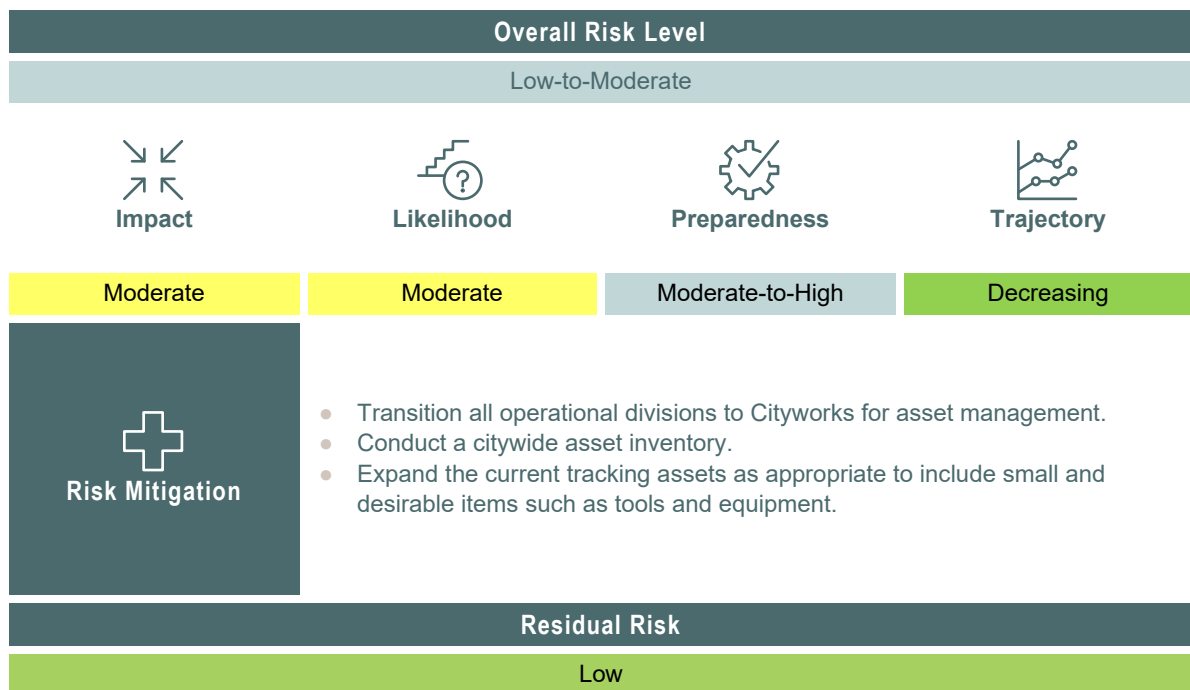 Overall Risk Level
Low-to-Moderate
?
Impact
Likelihood
Preparedness
Trajectory
Moderate
Moderate
Moderate-to-High
Decreasing
Risk Mitigation
● Transition all operational divisions to Cityworks for asset management.
● Conduct a citywide asset inventory.
● Expand the current tracking assets as appropriate to include small and
desirable items such as tools and equipment.
Residual Risk
Low